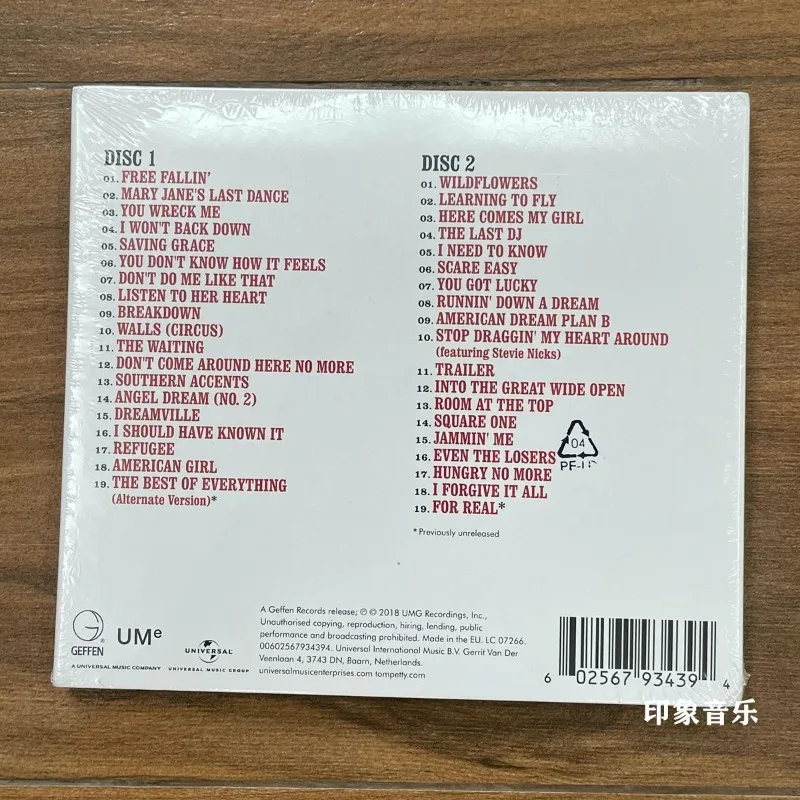 DISC 1
01. FREE FALLIN'
02. MARY JANE'S LAST DANCE
03. YOU WRECK ME
04. I WON'T BACK DOWN
05. SAVING GRACE
06. YOU DON'T KNOW HOW IT FEELS
07. DON'T DO ME LIKE THAT
08. LISTEN TO HER HEART
09. BREAKDOWN
10. WALLS (CIRCUS)
11. THE WAITING
12. DON'T COME AROUND HERE NO MORE
13. SOUTHERN ACCENTS
14. ANGEL DREAM (NO. 2)
15. DREAMVILLE
16. I SHOULD HAVE KNOWN IT
17. REFUGEE
18. AMERICAN GIRL
19. THE BEST OF EVERYTHING
(Alternate Version)*
DISC 2
01. WILDFLOWERS
02. LEARNING TO FLY
03. HERE COMES MY GIRL
04. THE LAST DJ
05. I NEED TO KNOW
06. SCARE EASY
07. YOU GOT LUCKY
08. RUNNIN' DOWN A DREAM
09. AMERICAN DREAM PLAN B
10. STOP DRAGGIN' MY HEART AROUND
(featuring Stevie Nicks)
11. TRAILER
12. INTO THE GREAT WIDE OPEN
13. ROOM AT THE TOP
14. SQUARE ONE
15. JAMMIN' ME
16. EVEN THE LOSERS
17. HUNGRY NO MORE
18. I FORGIVE IT ALL
19. FOR REAL*
04
* Previously unreleased
GEFFEN
A UNIVERSAL MUSIC COMPANY
UMe
UNIVERSAL
UNIVERSAL MUSIC GROUP
A Geffen Records release; ℗ © 2018 UMG Recordings, Inc.,
Unauthorised copying, reproduction, hiring, lending, public
performance and broadcasting prohibited. Made in the EU. LC 07266.
00602567934394. Universal International Music B.V. Gerrit Van Der
Veenlaan 4, 3743 DN, Baarn, Netherlands.
universalmusicenterprises.com tompetty.com
6 02567 93439 4
印象音乐